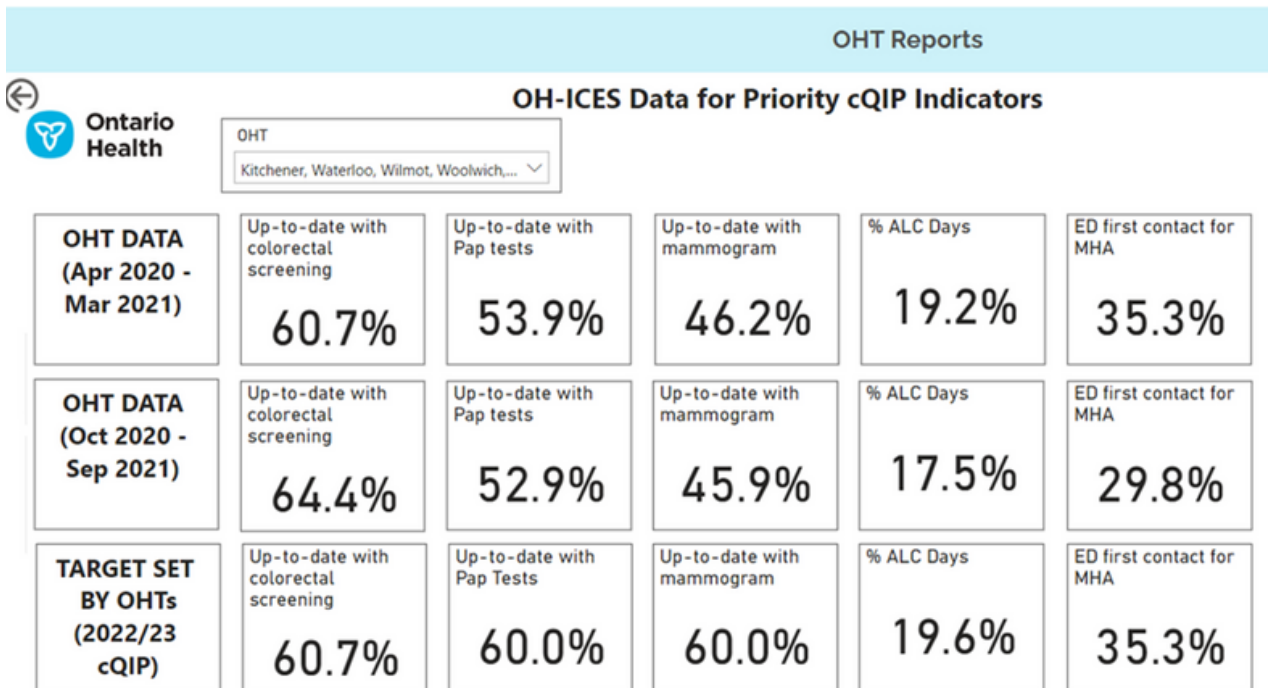 OHT Reports
OH-ICES Data for Priority cQIP Indicators
Ontario
Health
OHT
Kitchener, Waterloo, Wilmot, Woolwich,...
OHT DATA
(Apr 2020 -
Mar 2021)
Up-to-date with
colorectal
screening
60.7%
Up-to-date with
Pap tests
53.9%
Up-to-date with
mammogram
46.2%
% ALC Days
19.2%
ED first contact for
MHA
35.3%
OHT DATA
(Oct 2020 -
Sep 2021)
Up-to-date with
colorectal
screening
64.4%
Up-to-date with
Pap tests
52.9%
Up-to-date with
mammogram
45.9%
% ALC Days
17.5%
ED first contact for
MHA
29.8%
TARGET SET
BY OHTs
(2022/23
cQIP)
Up-to-date with
colorectal
screening
60.7%
Up-to-date with
Pap Tests
60.0%
Up-to-date with
mammogram
60.0%
% ALC Days
19.6%
ED first contact for
MHA
35.3%